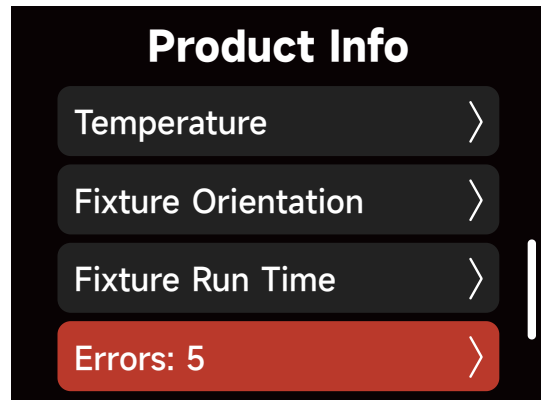 Product Info
Temperature
Fixture Orientation
Fixture Run Time
Errors: 5